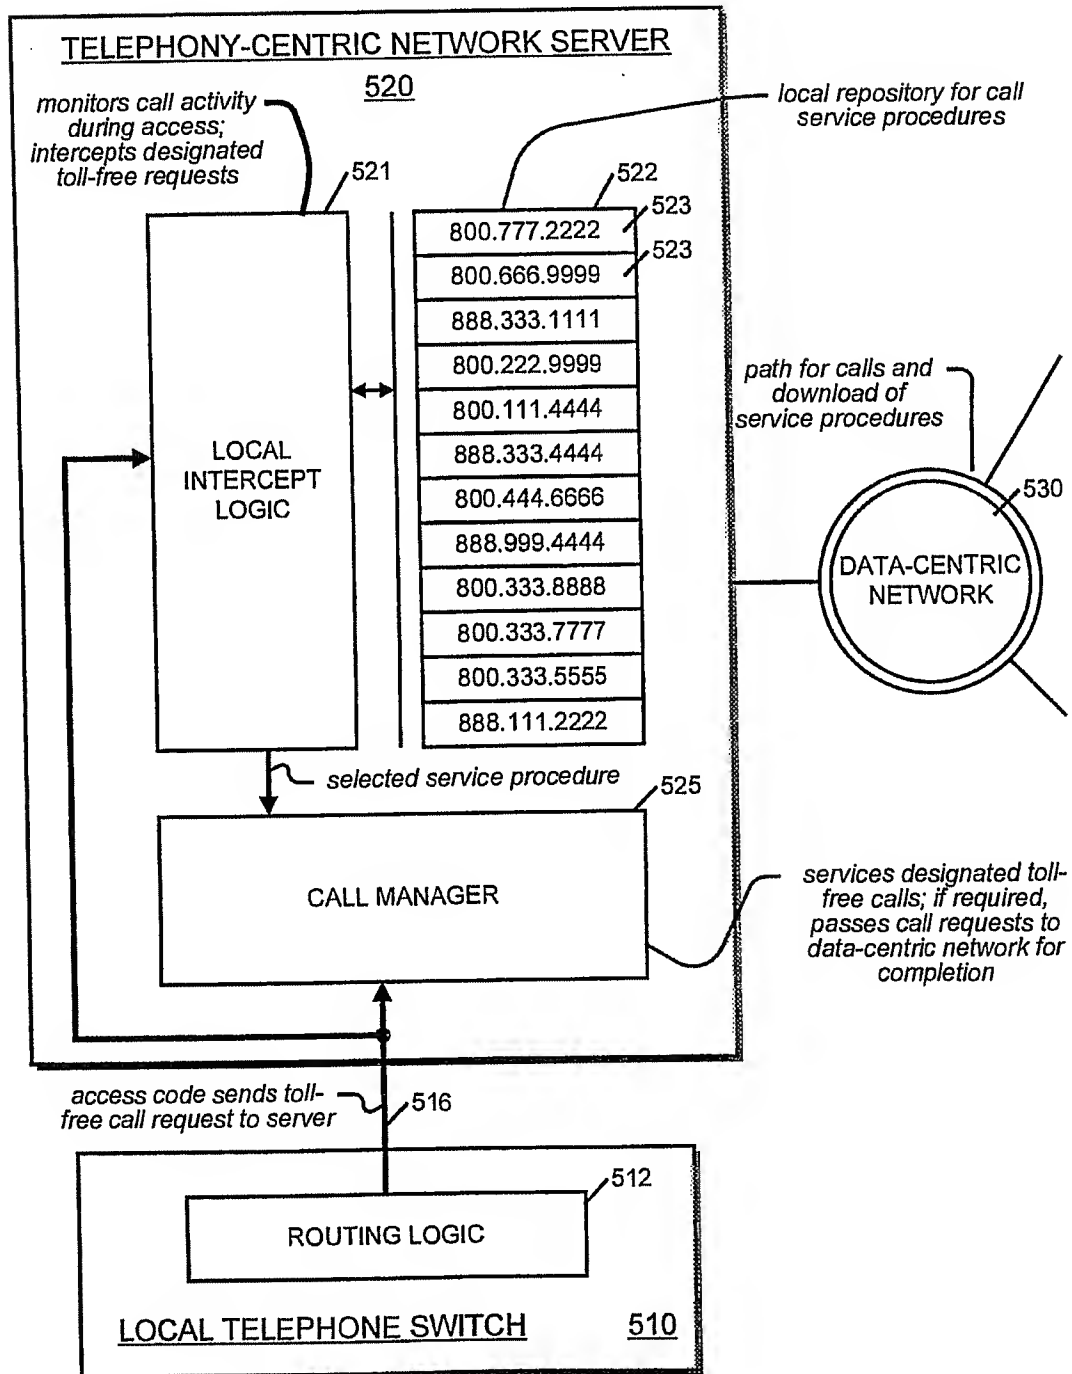 TELEPHONY-CENTRIC NETWORK SERVER
520
monitors call activity
during access;
intercepts designated
toll-free requests
local repository for call
service procedures
521
522
523
523
800.777.2222
800.666.9999
888.333.1111
800.222.9999
800.111.4444
888.333.4444
800.444.6666
888.999.4444
800.333.8888
800.333.7777
800.333.5555
888.111.2222
LOCAL
INTERCEPT
LOGIC
path for calls and
download of
service procedures
530
DATA-CENTRIC
NETWORK
selected service procedure
525
CALL MANAGER
services designated toll-
free calls; if required,
passes call requests to
data-centric network for
completion
access code sends toll-
free call request to server
516
512
ROUTING LOGIC
LOCAL TELEPHONE SWITCH
510